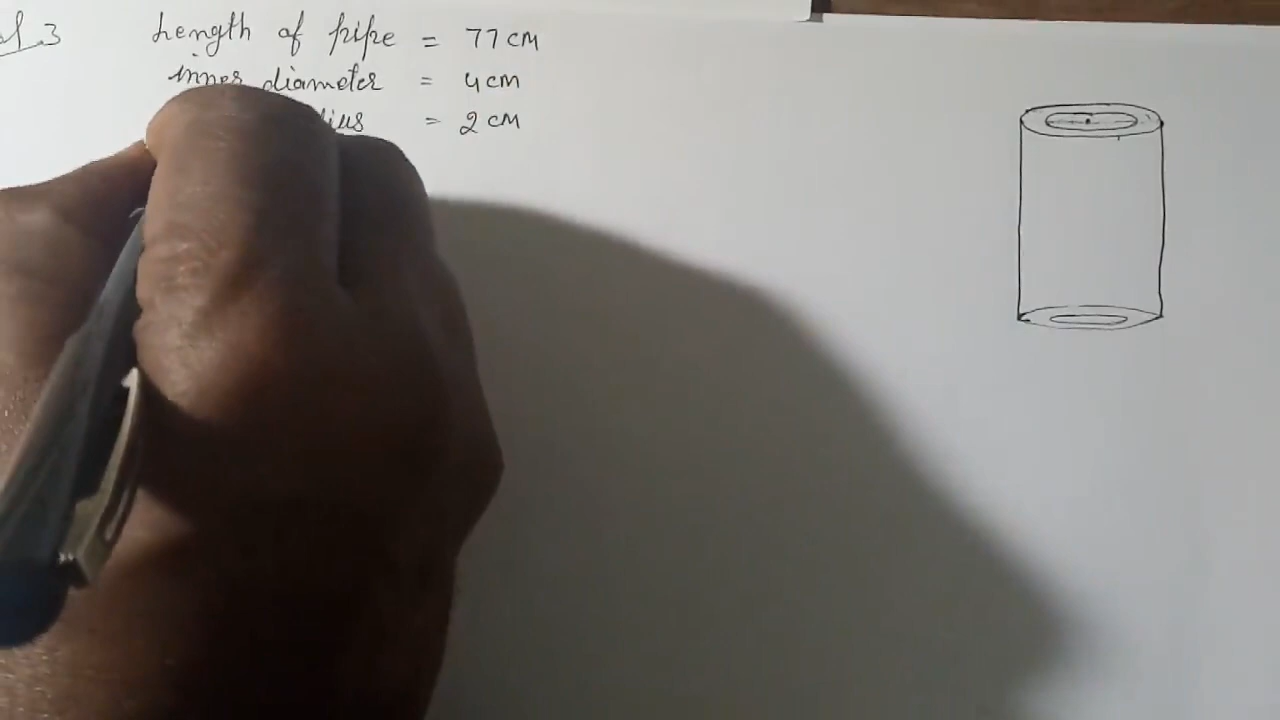 Length of pipe = 77 cm
inner diameter = 4 cm
= 2 cm